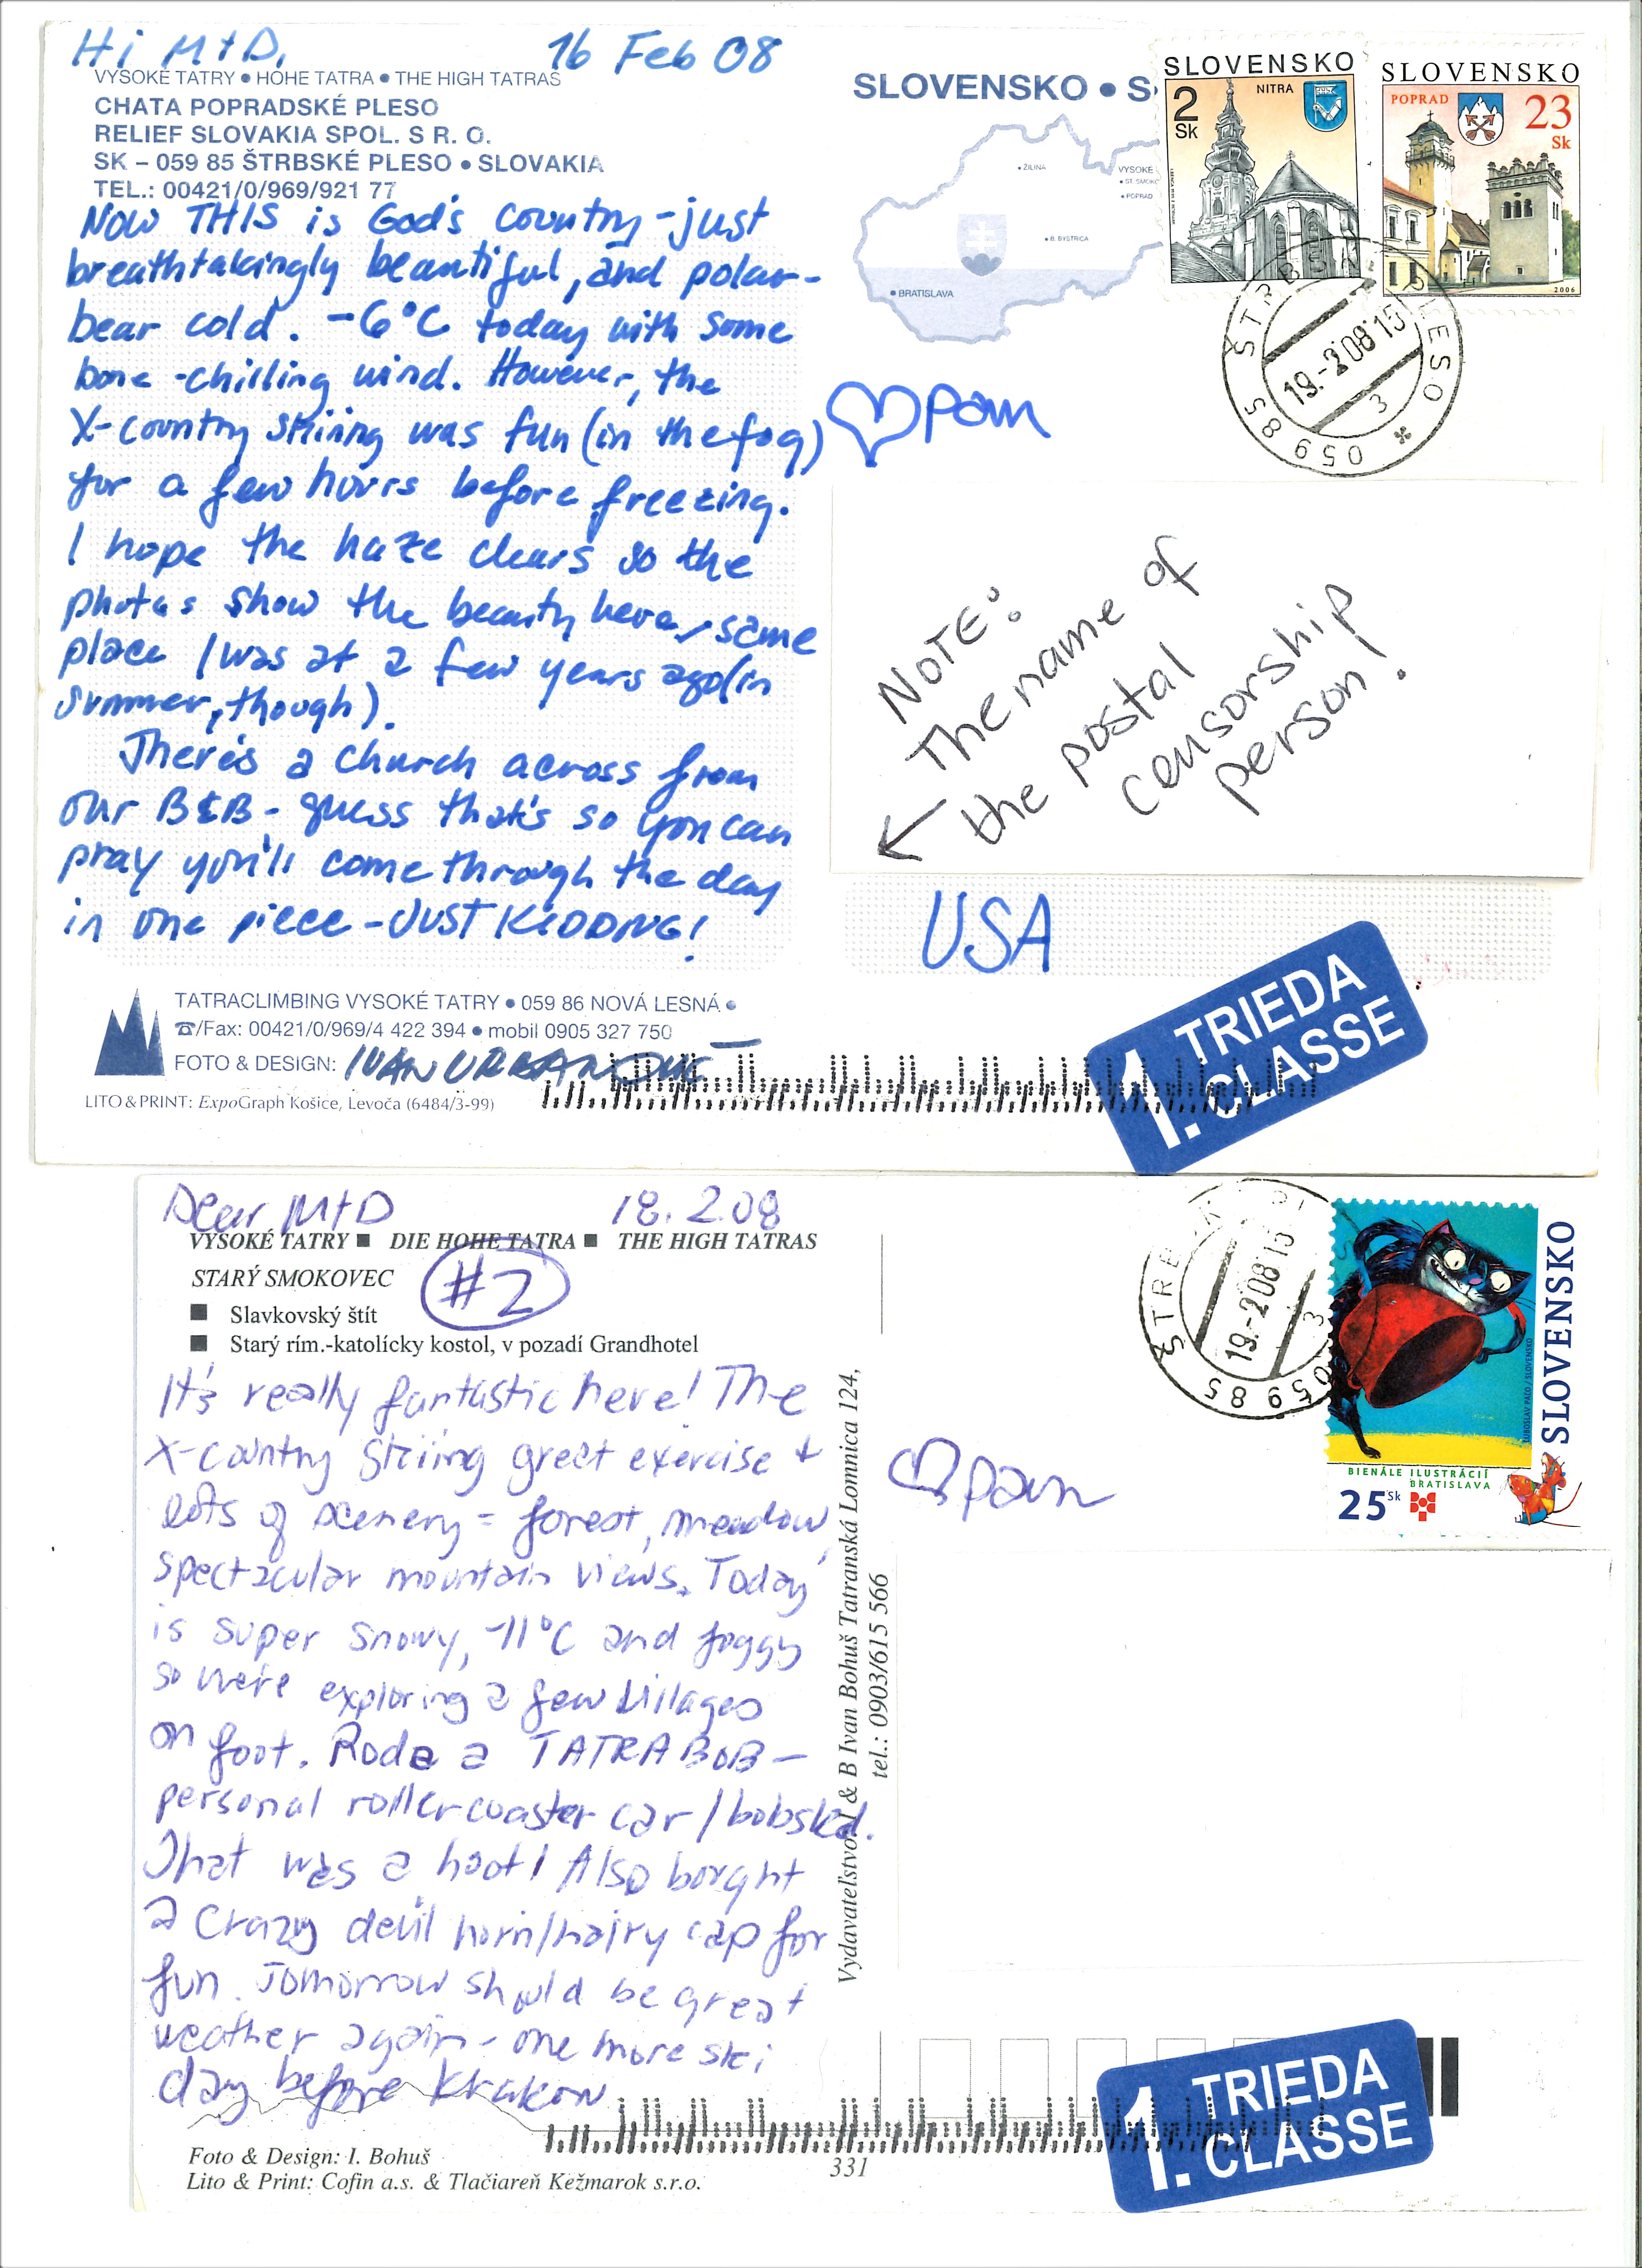 Hi M+D,
16 Feb 08
VYSOKÉ TATRY • HOHE TATRA • THE HIGH TATRAS
CHATA POPRADSKÉ PLESO
RELIEF SLOVAKIA SPOL. S R. O.
SK – 059 85 ŠTRBSKÉ PLESO • SLOVAKIA
TEL.: 00421/0/969/921 77
Now THIS is God's country – just
breathtakingly beautiful, and polar-
bear cold. -6°C today with some
bone-chilling wind. However, the
X-country skiing was fun (in the fog)
for a few hours before freezing.
I hope the haze clears so the
photos show the beauty here, same
place I was at a few years ago (in
summer, though).
There's a church across from
our B&B - guess that's so you can
pray you'll come through the day
in one piece - JUST KIDDING!
TATRACLIMBING VYSOKÉ TATRY • 059 86 NOVÁ LESNÁ •
☎/Fax: 00421/0/969/4 422 394 • mobil 0905 327 750
FOTO & DESIGN: IVAN
LITO & PRINT: ExpoGraph Košice, Levoča (6484/3-99)
SLOVENSKO • S
ŽILINA
VYSOKE
ST. SMOK
POPRAD
B. BYSTRICA
BRATISLAVA
SLOVENSKO
2 Sk
NITRA
SLOVENSKO
POPRAD
23 Sk
2006
059 85 ŠTRBSKÉ PLESO *
19.-2.08 15
3
♡ Pam
NOTE:
The name of
the postal
censorship
person!
USA
1. TRIEDA
CLASSE
Dear M+D
18.2.08
VYSOKÉ TATRY ■ DIE HOHE TATRA ■ THE HIGH TATRAS
STARÝ SMOKOVEC
#2
■ Slavkovský štít
■ Starý rím.-katolícky kostol, v pozadí Grandhotel
It's really fantastic here! The
X-country skiing great exercise +
lots of scenery = forest, meadow,
spectacular mountain views. Today
is super snowy, -11°C and foggy
so we're exploring a few villages
on foot. Rode a TATRABOB –
personal rollercoaster car / bobsled.
That was a hoot! Also bought
a crazy devil horn/hairy cap for
fun. Tomorrow should be great
weather again - one more ski
day before Krakow.
Foto & Design: I. Bohuš
Lito & Print: Cofin a.s. & Tlačiareň Kežmarok s.r.o.
331
Vydavateľstvo I & B Ivan Bohuš Tatranská Lomnica 124,
tel.: 0903/615 566
♡ Pam
059 85
19.-2.08 15
3
SLOVENSKO
BIENÁLE ILUSTRÁCIÍ
BRATISLAVA
25 Sk
1. TRIEDA
CLASSE